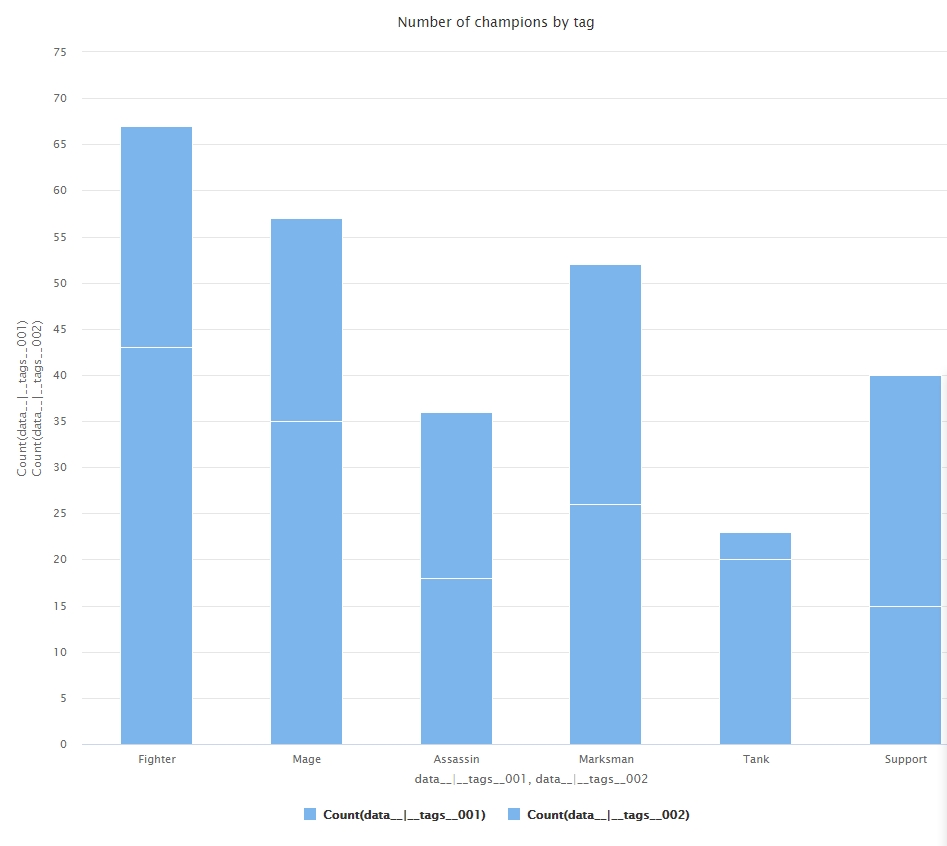 Number of champions by tag
75
70
65
60
55
50
45
40
35
30
25
20
15
10
5
0
Count(data__|__tags__001)
Count(data__|__tags__002)
Fighter Mage Assassin Marksman Tank Support
data__|__tags__001, data__|__tags__002
Count(data__|__tags__001) Count(data__|__tags__002)